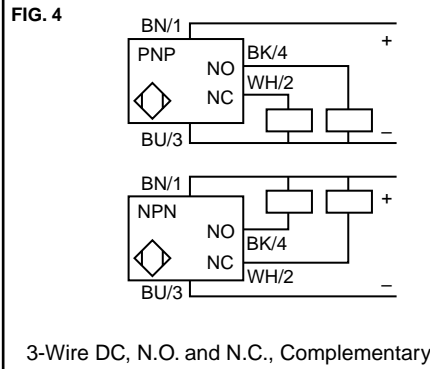 FIG. 4
BN/1
+
PNP
BK/4
NO
WH/2
NC
BU/3
–
BN/1
NPN
+
NO
BK/4
NC
WH/2
BU/3
–
3-Wire DC, N.O. and N.C., Complementary